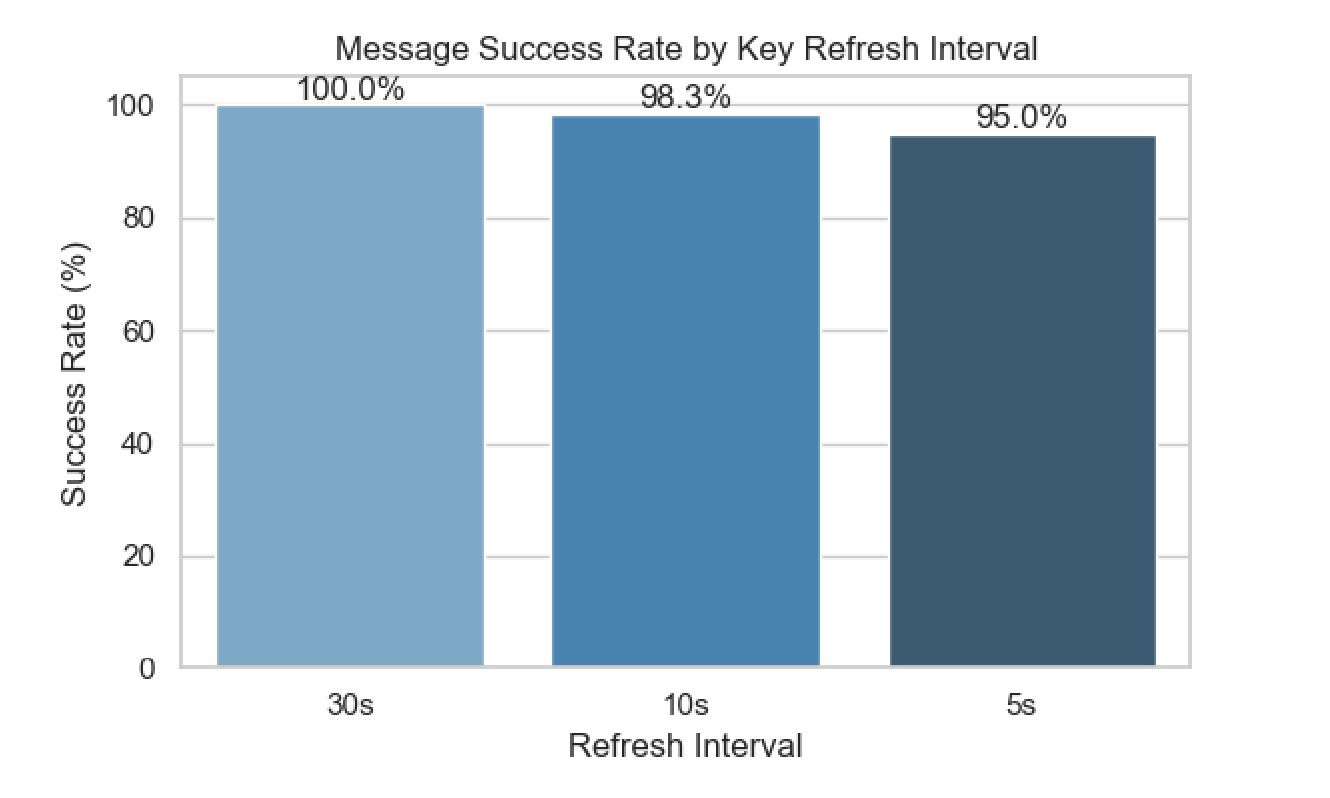 Message Success Rate by Key Refresh Interval
100.0%
98.3%
95.0%
100
80
60
40
20
0
Success Rate (%)
30s
10s
5s
Refresh Interval